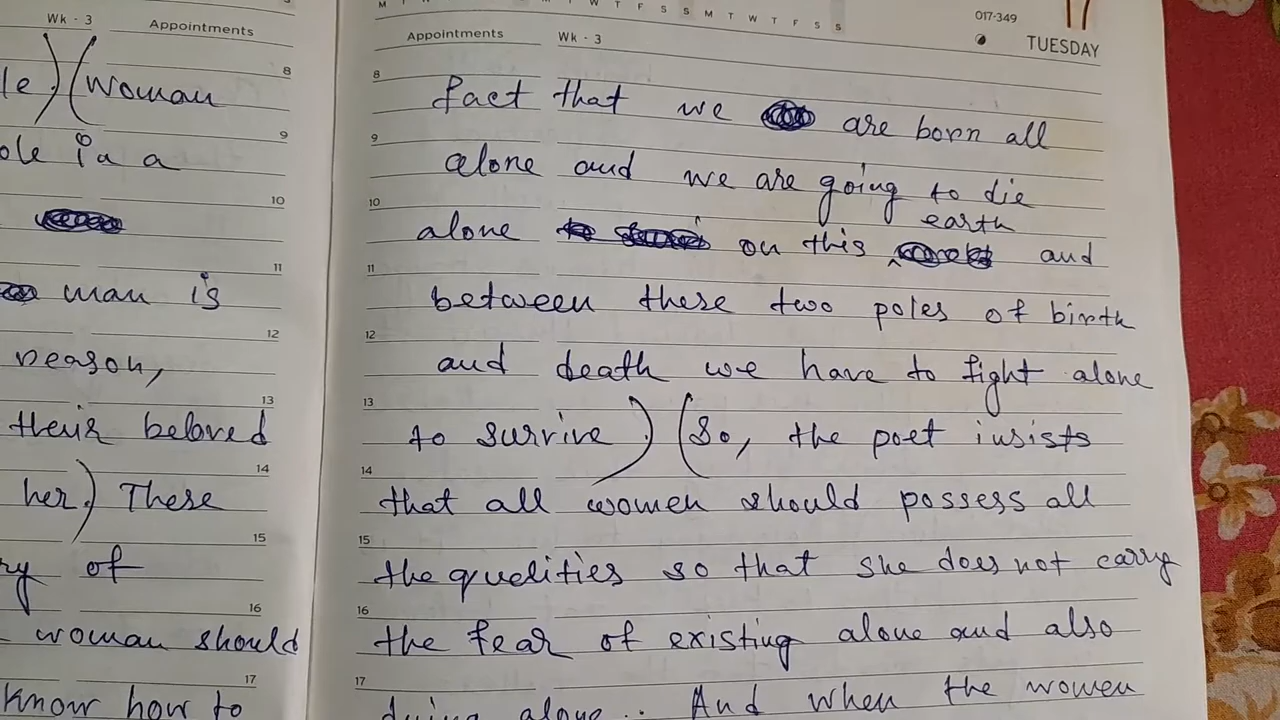 Wk - 3 Appointments
8
le) (woman
9
ole is a
10
11
man is
12
reason,
13
their beloved
14
her) These
15
ry of
16
woman should
17
know how to
M T W T F S S M T W T F S S
017-349
17
TUESDAY
Appointments Wk - 3
8
fact that we are born all
9
alone and we are going to die
10
earth
alone on this ^ and
11
between these two poles of birth
12
and death we have to fight alone
13
to survive) (So, the poet insists
14
that all women should possess all
15
the quelities so that she does not carry
16
the fear of existing alone and also
17
dying alone.. And when the women